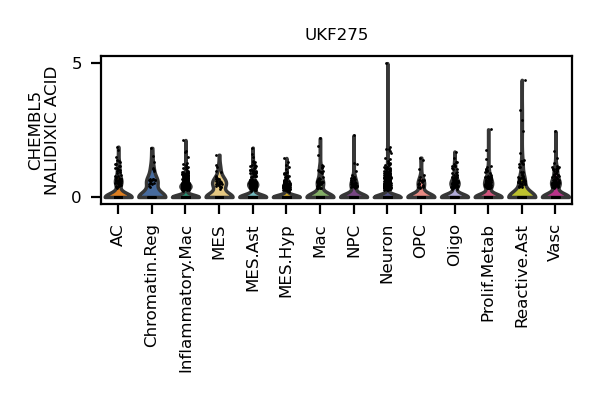 UKF275
CHEMBL5
NALIDIXIC ACID
5
0
AC
Chromatin.Reg
Inflammatory.Mac
MES
MES.Ast
MES.Hyp
Mac
NPC
Neuron
OPC
Oligo
Prolif.Metab
Reactive.Ast
Vasc